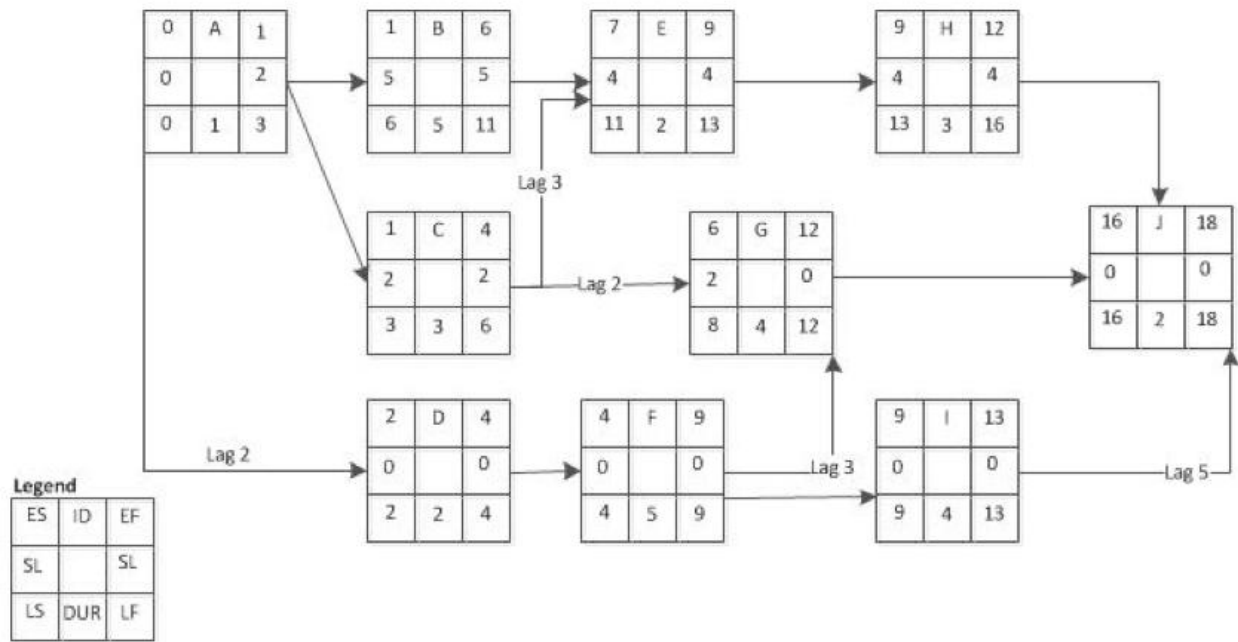 0 A 1
0 2
0 1 3
1 B 6
5 5
6 5 11
7 E 9
4 4
11 2 13
9 H 12
4 4
13 3 16
Lag 3
1 C 4
2 2
3 3 6
Lag 2
6 G 12
2 0
8 4 12
16 J 18
0 0
16 2 18
Lag 2
2 D 4
0 0
2 2 4
4 F 9
0 0
4 5 9
Lag 3
9 I 13
0 0
9 4 13
Lag 5
Legend
ES ID EF
SL SL
LS DUR LF